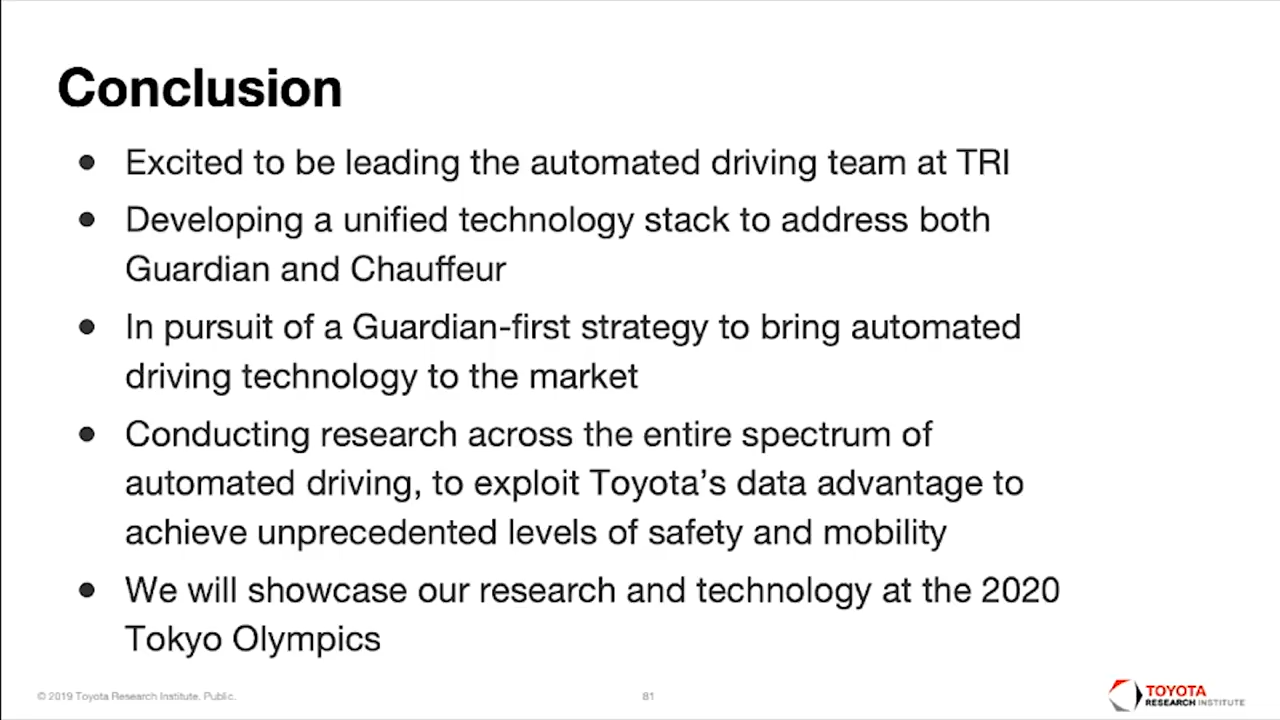 Conclusion
● Excited to be leading the automated driving team at TRI
● Developing a unified technology stack to address both
Guardian and Chauffeur
● In pursuit of a Guardian-first strategy to bring automated
driving technology to the market
● Conducting research across the entire spectrum of
automated driving, to exploit Toyota’s data advantage to
achieve unprecedented levels of safety and mobility
● We will showcase our research and technology at the 2020
Tokyo Olympics
© 2019 Toyota Research Institute. Public.
81
TOYOTA
RESEARCH INSTITUTE